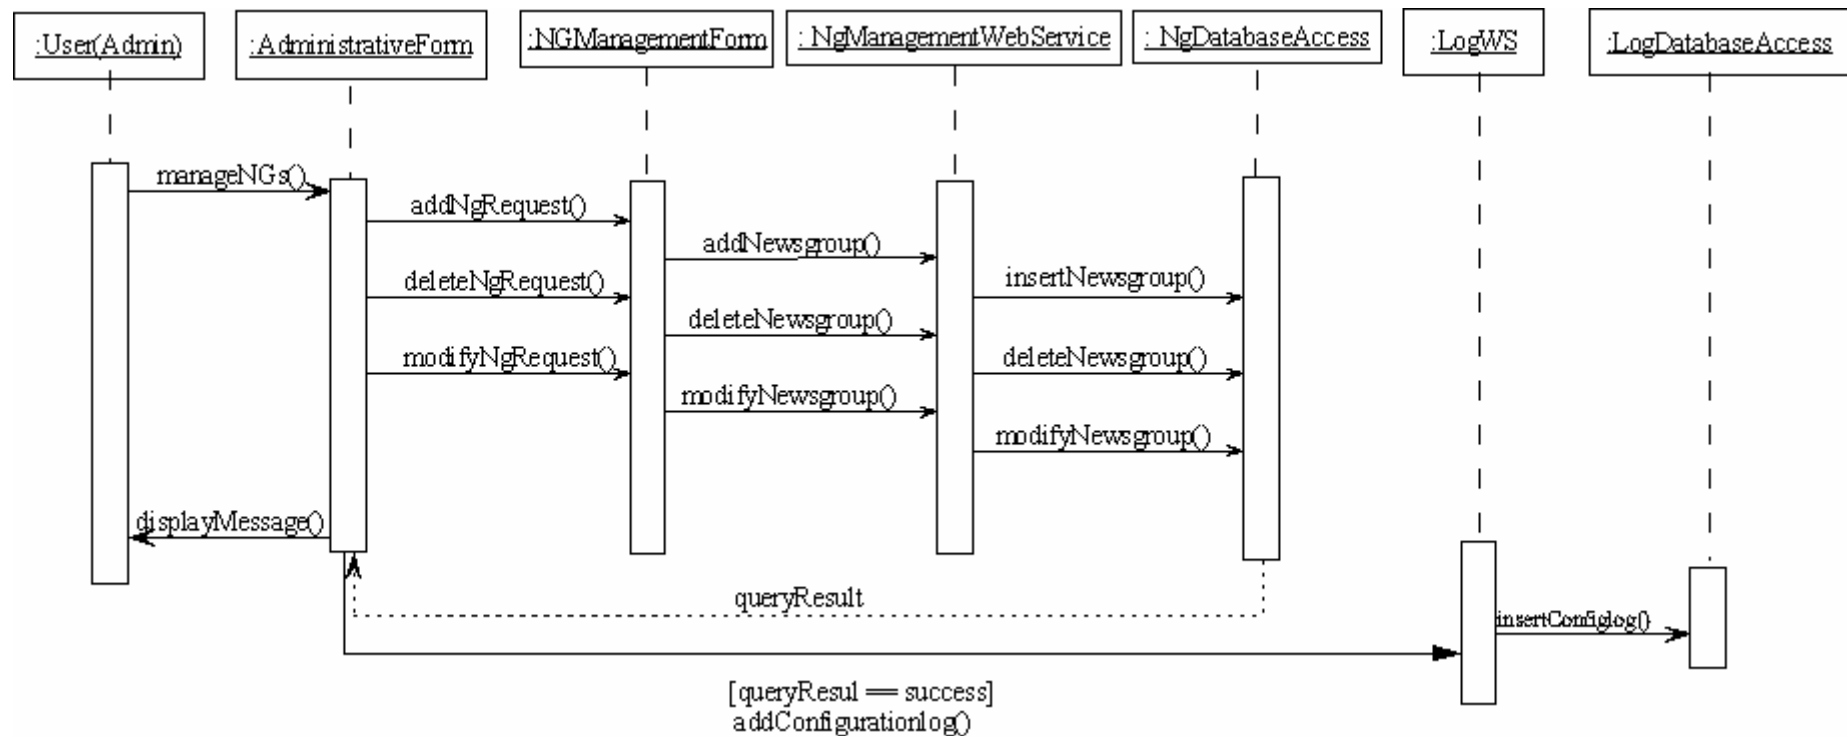 :User(Admin)
:AdministrativeForm
:NGManagementForm
: NgManagementWebService
: NgDatabaseAccess
:LogWS
:LogDatabaseAccess
manageNGs()
addNgRequest()
addNewsgroup()
deleteNgRequest()
insertNewsgroup()
deleteNewsgroup()
modifyNgRequest()
deleteNewsgroup()
modifyNewsgroup()
modifyNewsgroup()
displayMessage()
queryResult
insertConfiglog()
[queryResul == success]
addConfigurationlog()